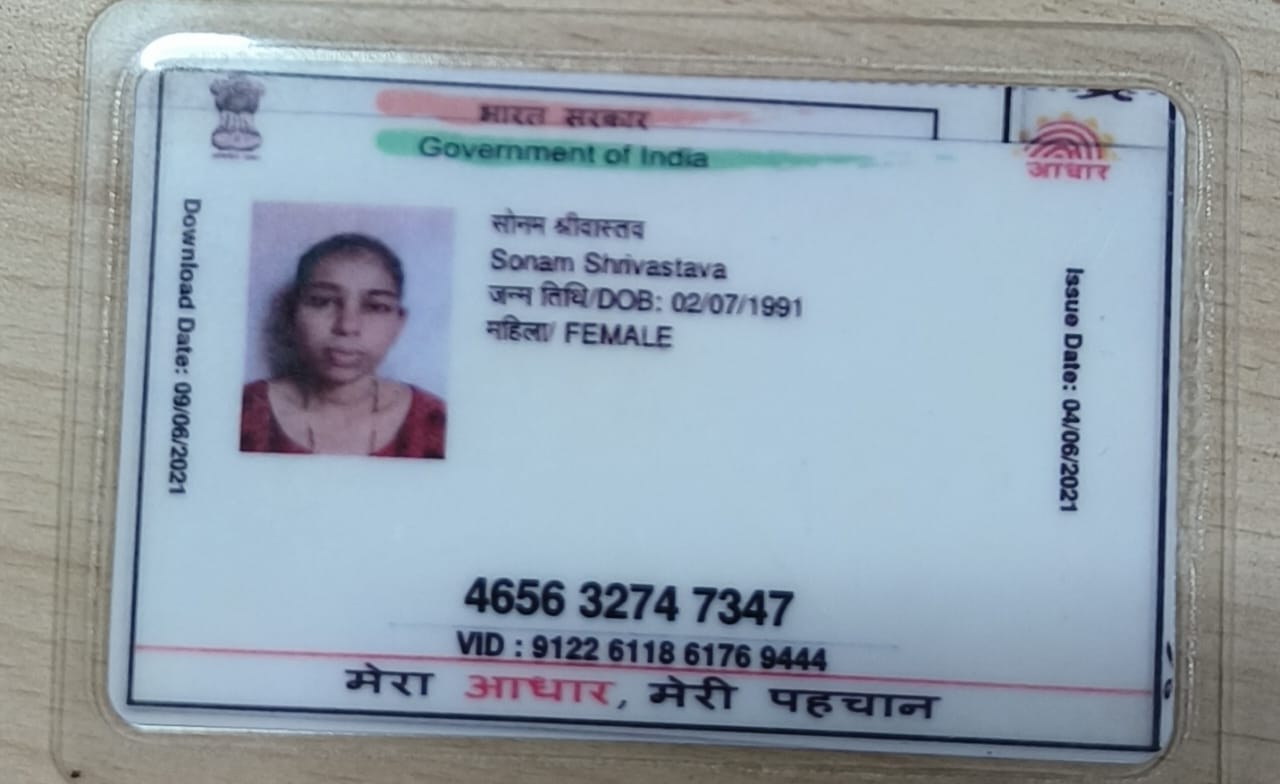 भारत सरकार
Government of India
आधार
Download Date: 09/06/2021
सोनम श्रीवास्तव
Sonam Shrivastava
जन्म तिथि/DOB: 02/07/1991
महिला/ FEMALE
Issue Date: 04/06/2021
4656 3274 7347
VID : 9122 6118 6176 9444
मेरा आधार, मेरी पहचान